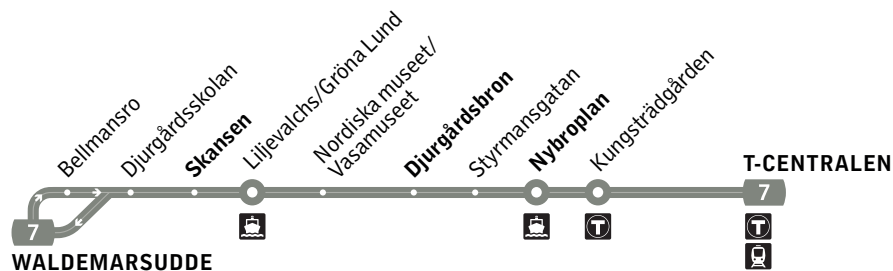 Bellmansro
Djurgårdsskolan
Skansen
Liljevalchs/Gröna Lund
Nordiska museet/
Vasamuseet
Djurgårdsbron
Styrmansgatan
Nybroplan
Kungsträdgården
T-CENTRALEN
7
7
T
T
WALDEMARSUDDE